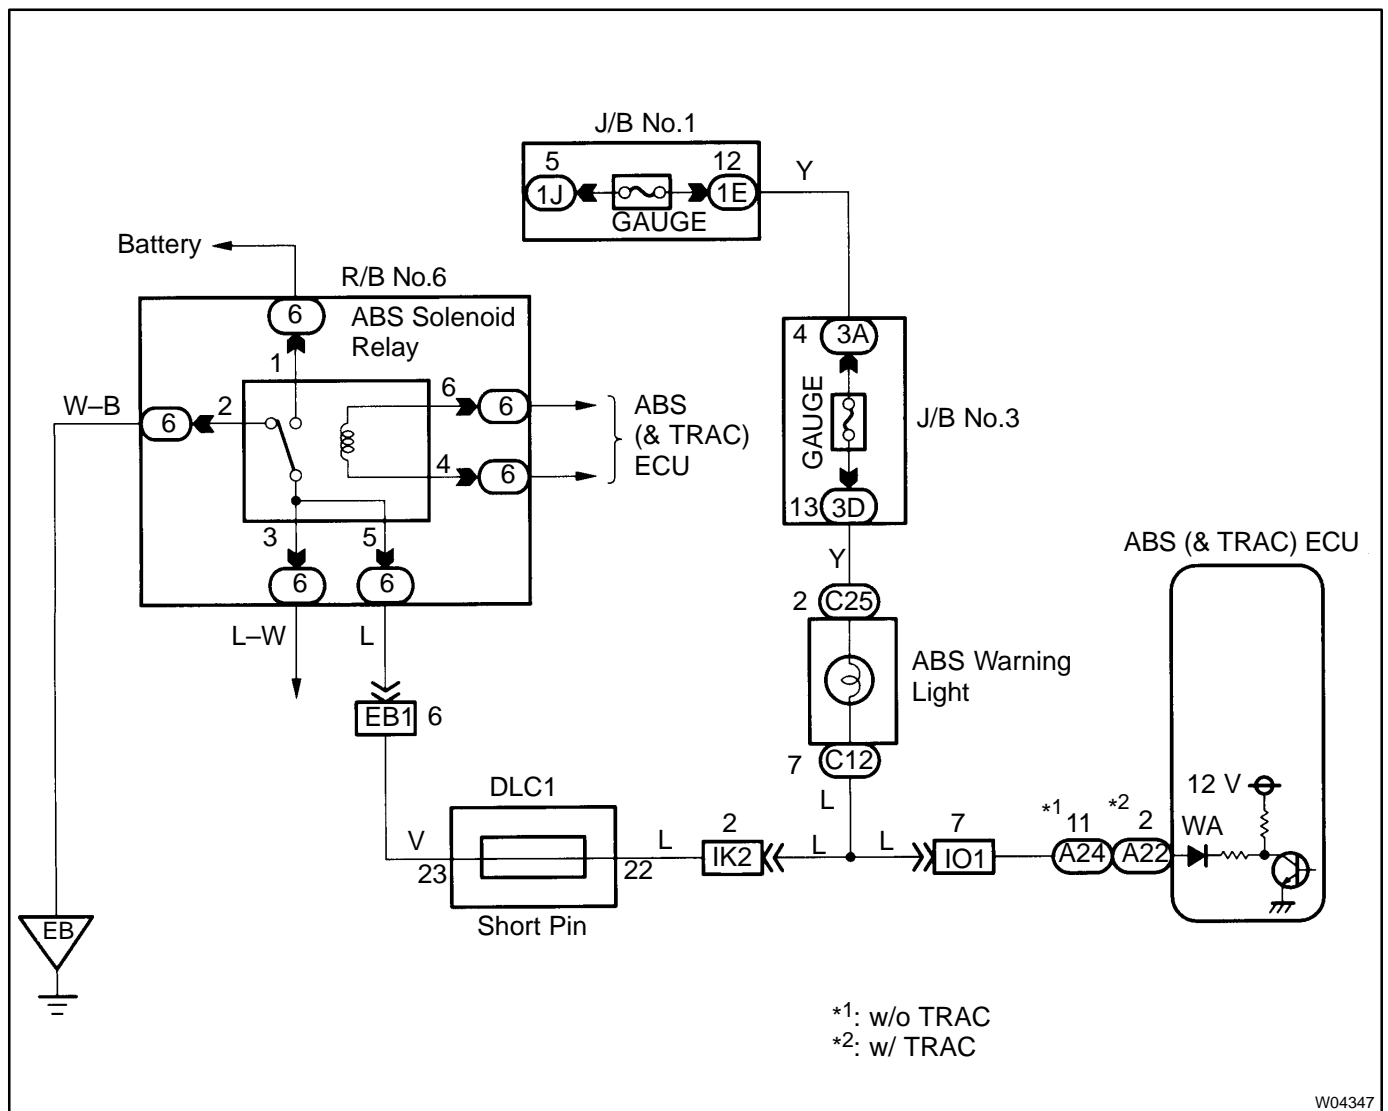 J/B No.1
5 12
1J 1E Y
GAUGE
Battery
R/B No.6
6 ABS Solenoid
Relay
1
4 3A
GAUGE
J/B No.3
13 3D
W–B 6 2
6 6
4 6
ABS
(& TRAC)
ECU
3 5
6 6
L–W L
EB1 6
Y
2 C25
ABS Warning
Light
7 C12
L
ABS (& TRAC) ECU
12 V
DLC1
V 23 22 L
Short Pin
2
IK2 L L
7
IO1
*1 11 *2 2
A24 A22 WA
EB
*1: w/o TRAC
*2: w/ TRAC
W04347